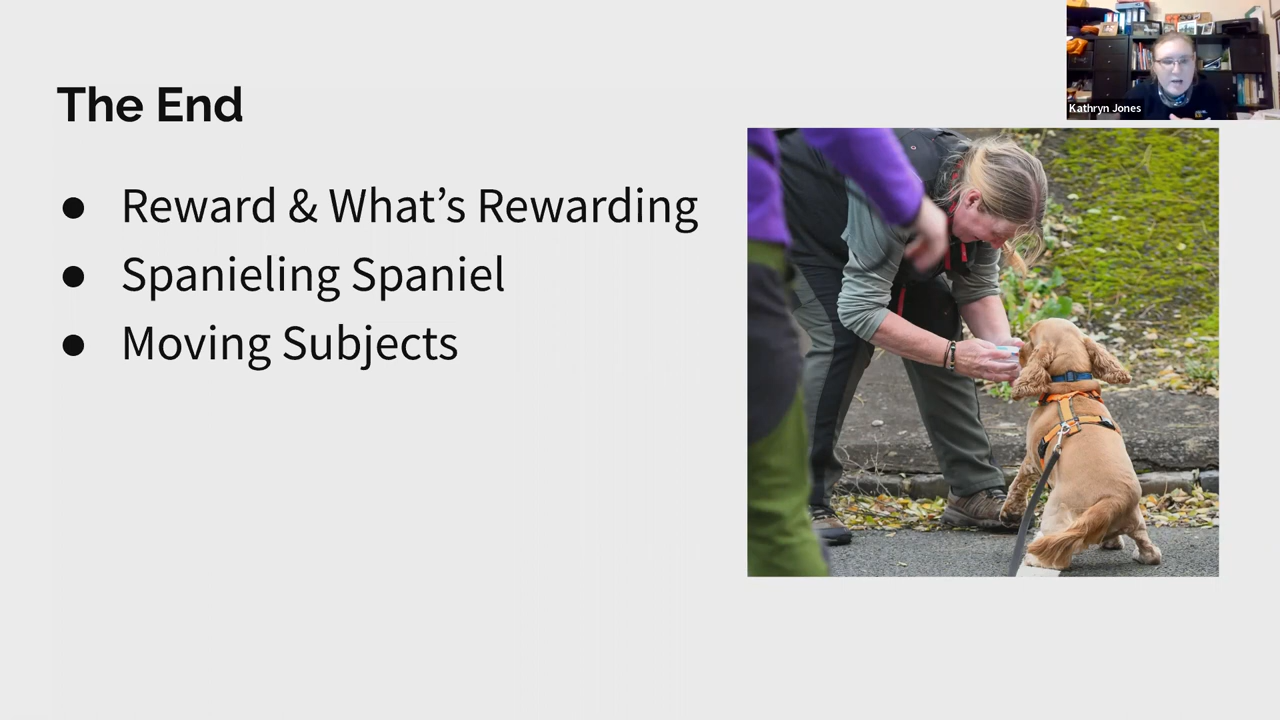 The End
● Reward & What's Rewarding
● Spanieling Spaniel
● Moving Subjects
Kathryn Jones